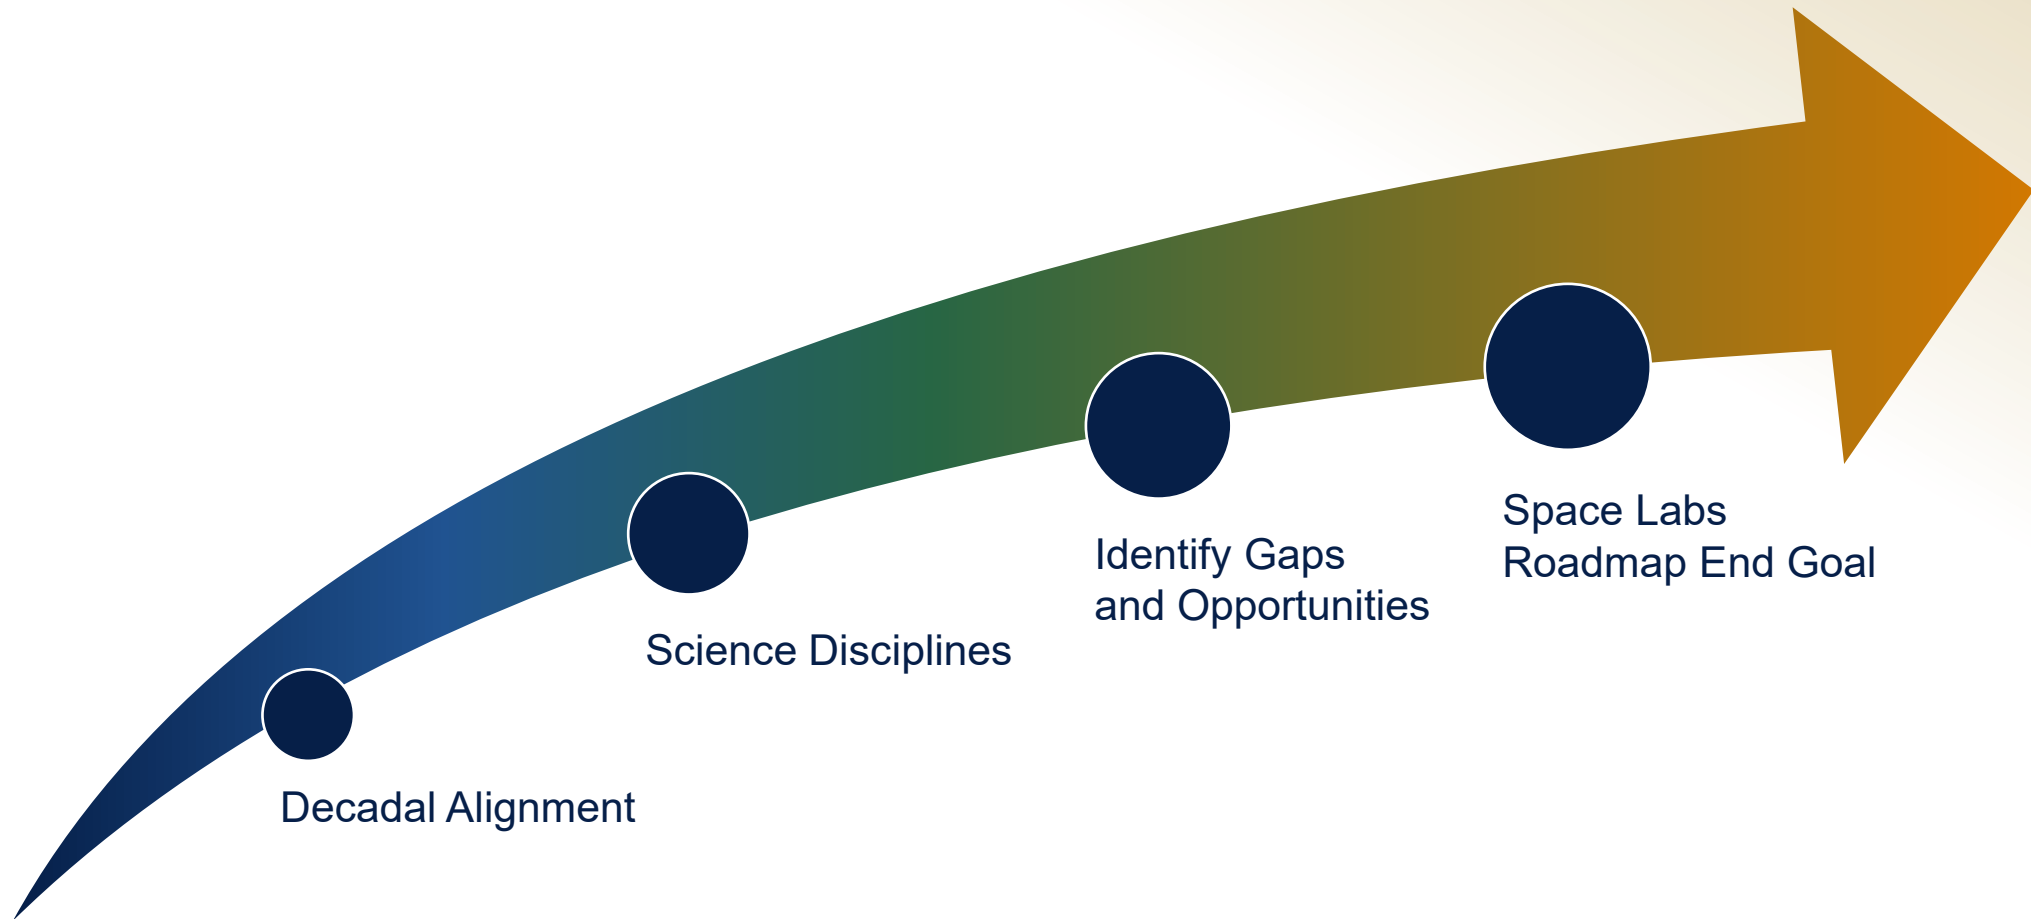 Decadal Alignment
Science Disciplines
Identify Gaps
and Opportunities
Space Labs
Roadmap End Goal